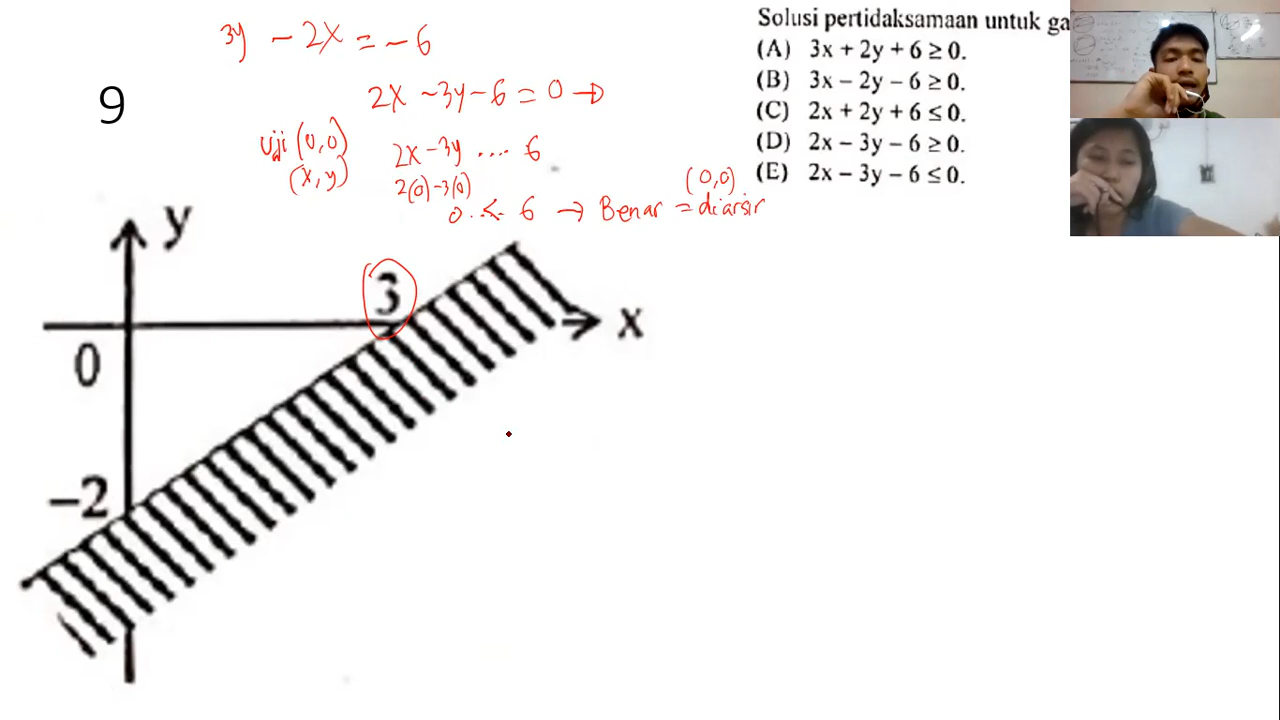 3y - 2x = -6
2x - 3y - 6 = 0 →
9
Uji (0,0)
(x, y)
2x - 3y .... 6
2(0) - 3(0)
0 .<. 6 → Benar = diarsir
(0,0)
Solusi pertidaksamaan untuk ga
(A) 3x + 2y + 6 ≥ 0.
(B) 3x − 2y − 6 ≥ 0.
(C) 2x + 2y + 6 ≤ 0.
(D) 2x − 3y − 6 ≥ 0.
(E) 2x − 3y − 6 ≤ 0.
y
3
x
0
−2